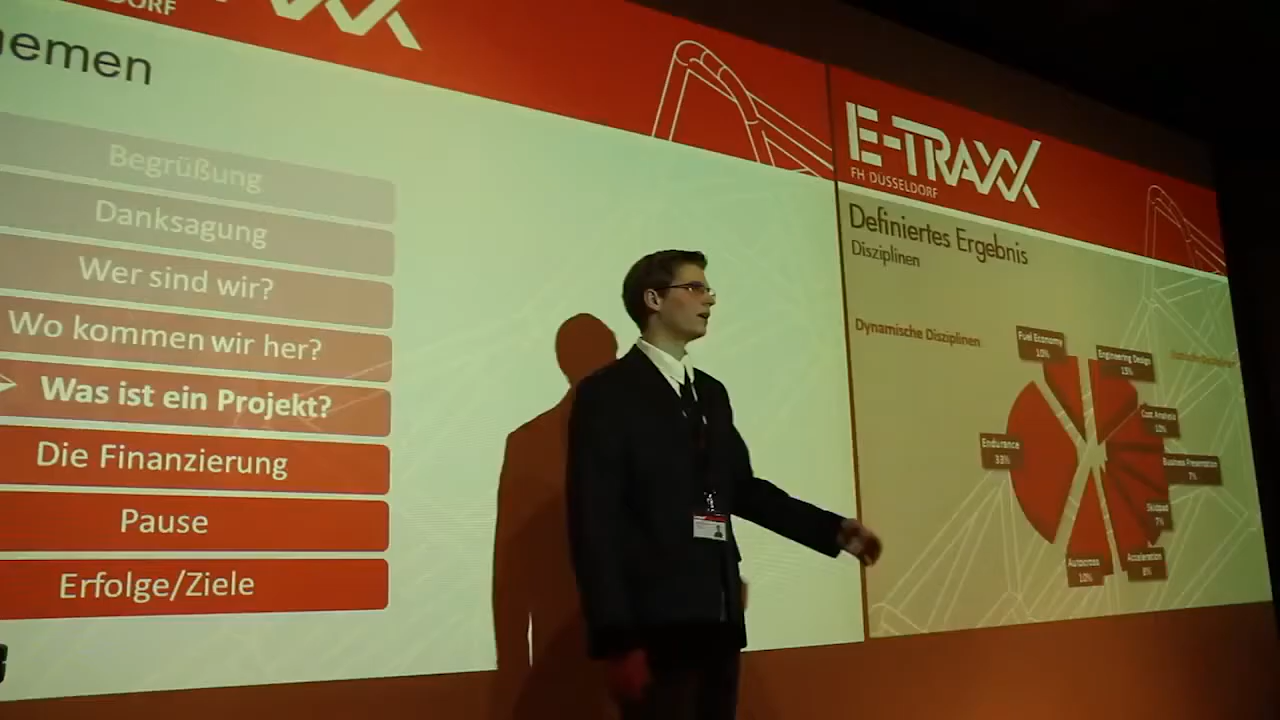 DORF
emen
Begrüßung
Danksagung
Wer sind wir?
Wo kommen wir her?
Was ist ein Projekt?
Die Finanzierung
Pause
Erfolge/Ziele
E-TRAXX
FH DÜSSELDORF
Definiertes Ergebnis
Disziplinen
Dynamische Disziplinen
Fuel Economy
10%
Engineering Design
15%
Cost Analysis
10%
Business Presentation
7%
Skidpad
7%
Acceleration
8%
Autocross
10%
Endurance
33%